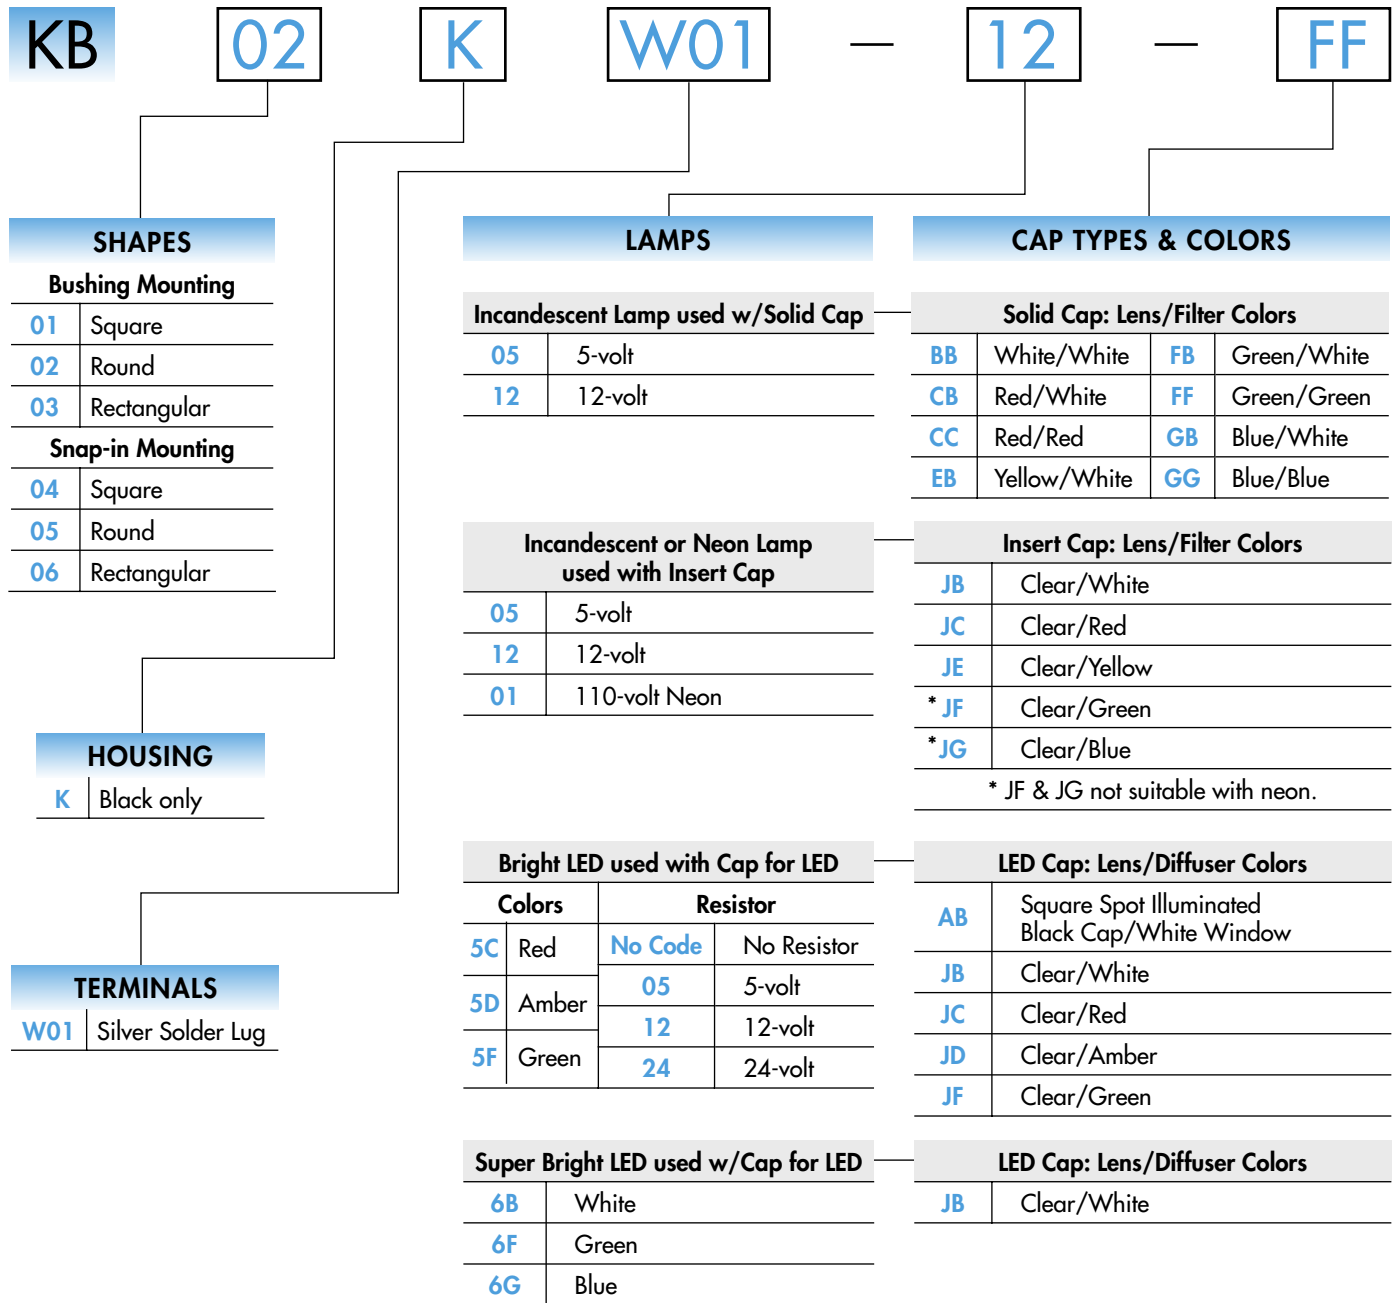 KB 02 K W01 — 12 — FF
SHAPES
Bushing Mounting
01 Square
02 Round
03 Rectangular
Snap-in Mounting
04 Square
05 Round
06 Rectangular
HOUSING
K Black only
TERMINALS
W01 Silver Solder Lug
LAMPS
Incandescent Lamp used w/Solid Cap
05 5-volt
12 12-volt
Incandescent or Neon Lamp
used with Insert Cap
05 5-volt
12 12-volt
01 110-volt Neon
Bright LED used with Cap for LED
Colors Resistor
5C Red
5D Amber
5F Green
No Code No Resistor
05 5-volt
12 12-volt
24 24-volt
Super Bright LED used w/Cap for LED
6B White
6F Green
6G Blue
CAP TYPES & COLORS
Solid Cap: Lens/Filter Colors
BB White/White FB Green/White
CB Red/White FF Green/Green
CC Red/Red GB Blue/White
EB Yellow/White GG Blue/Blue
Insert Cap: Lens/Filter Colors
JB Clear/White
JC Clear/Red
JE Clear/Yellow
* JF Clear/Green
* JG Clear/Blue
* JF & JG not suitable with neon.
LED Cap: Lens/Diffuser Colors
AB Square Spot Illuminated
Black Cap/White Window
JB Clear/White
JC Clear/Red
JD Clear/Amber
JF Clear/Green
LED Cap: Lens/Diffuser Colors
JB Clear/White